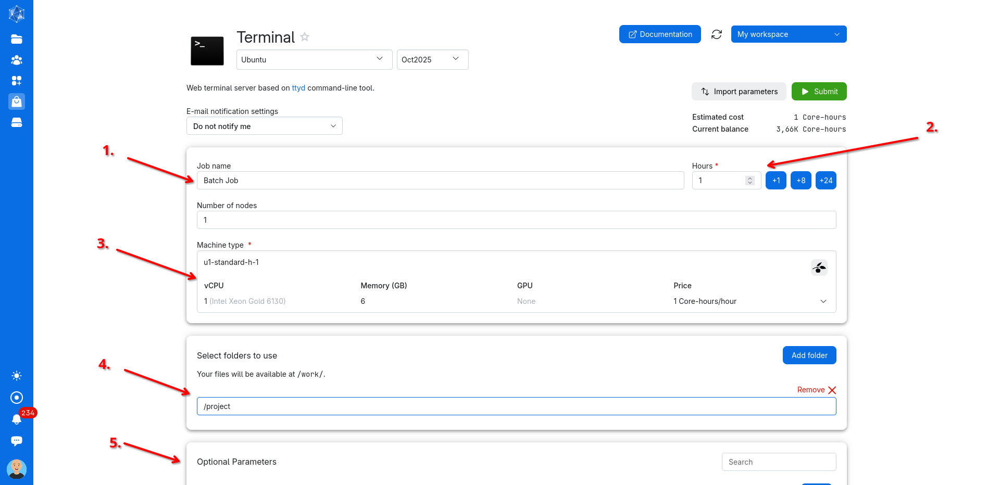 >_
Terminal
Documentation
My workspace
Ubuntu
Oct2025
Web terminal server based on ttyd command-line tool.
Import parameters
Submit
E-mail notification settings
Do not notify me
Estimated cost 1 Core-hours
Current balance 3,66K Core-hours
1.
2.
Job name
Hours *
Batch Job
1
+1
+8
+24
Number of nodes
1
3.
Machine type *
u1-standard-h-1
vCPU Memory (GB) GPU Price
1 (Intel Xeon Gold 6130) 6 None 1 Core-hours/hour
4.
Select folders to use
Add folder
Your files will be available at /work/.
Remove
/project
234
5.
Optional Parameters
Search